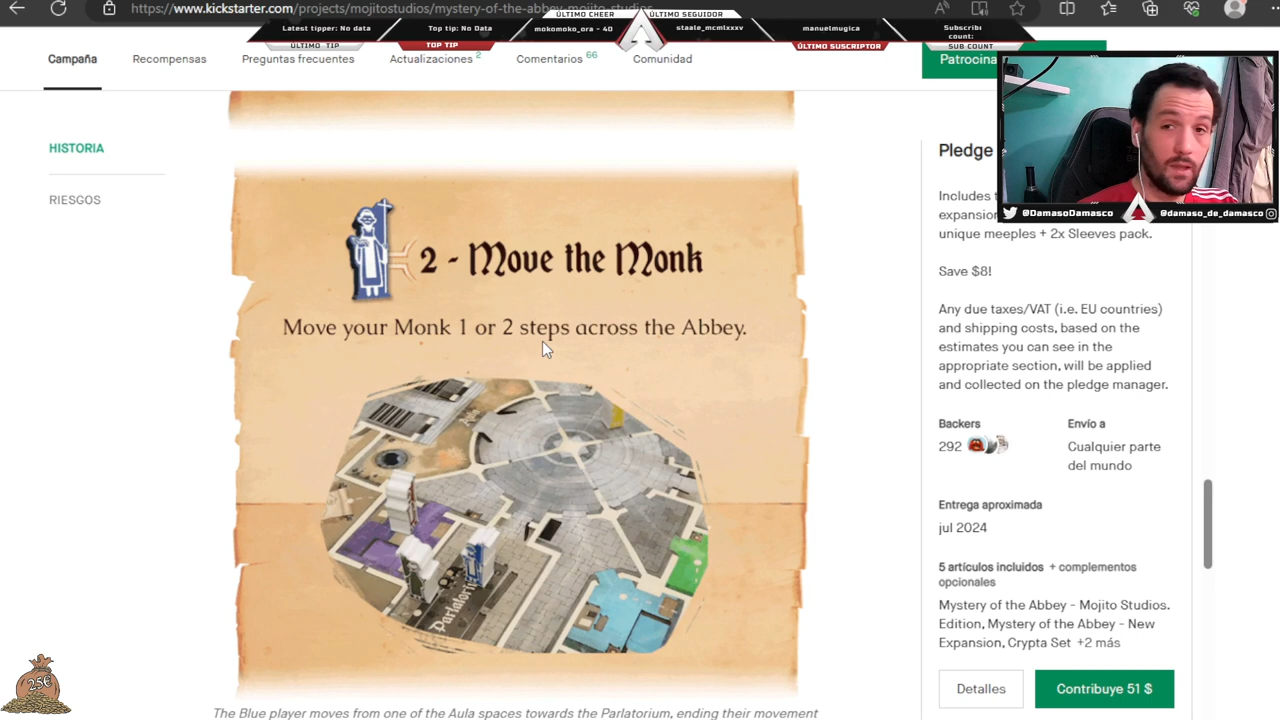 https://www.kickstarter.com/projects/mojitostudios/mystery-of-the-abbey-mojito-studios
ÚLTIMO CHEER
ÚLTIMO SEGUIDOR
Latest tipper: No data
Top tip: No Data
mokomoko_ora - 40
staale_mcmlxxxv
manuelmugica
Subscribi
count:
ÚLTIMO TIP
TOP TIP
ÚLTIMO SUSCRIPTOR
SUB COUNT
Campaña
Recompensas
Preguntas frecuentes
Actualizaciones 2
Comentarios 66
Comunidad
Patrocina
HISTORIA
RIESGOS
2 - Move the Monk
Move your Monk 1 or 2 steps across the Abbey.
Aula
Parlatorium
The Blue player moves from one of the Aula spaces towards the Parlatorium, ending their movement
@DamasoDamasco
@damaso_de_damasco
25€
Pledge
Includes t
expansion
unique meeples + 2x Sleeves pack.
Save $8!
Any due taxes/VAT (i.e. EU countries)
and shipping costs, based on the
estimates you can see in the
appropriate section, will be applied
and collected on the pledge manager.
Backers
292
Envío a
Cualquier parte
del mundo
Entrega aproximada
jul 2024
5 artículos incluidos + complementos
opcionales
Mystery of the Abbey - Mojito Studios.
Edition, Mystery of the Abbey - New
Expansion, Crypta Set +2 más
Detalles
Contribuye 51 $